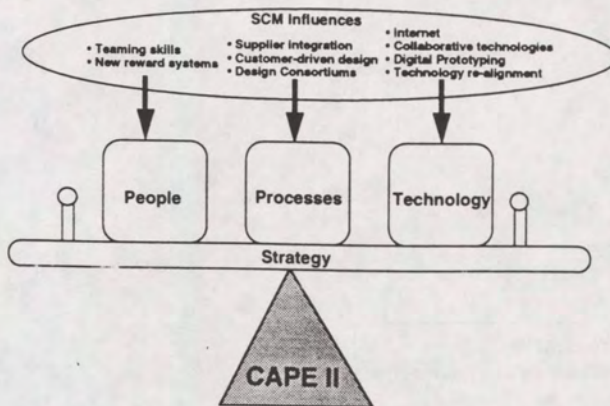 SCM Influences
• Teaming skills
• New reward systems
• Supplier integration
• Customer-driven design
• Design Consortiums
• Internet
• Collaborative technologies
• Digital Prototyping
• Technology re-alignment
People
Processes
Technology
Strategy
CAPE II